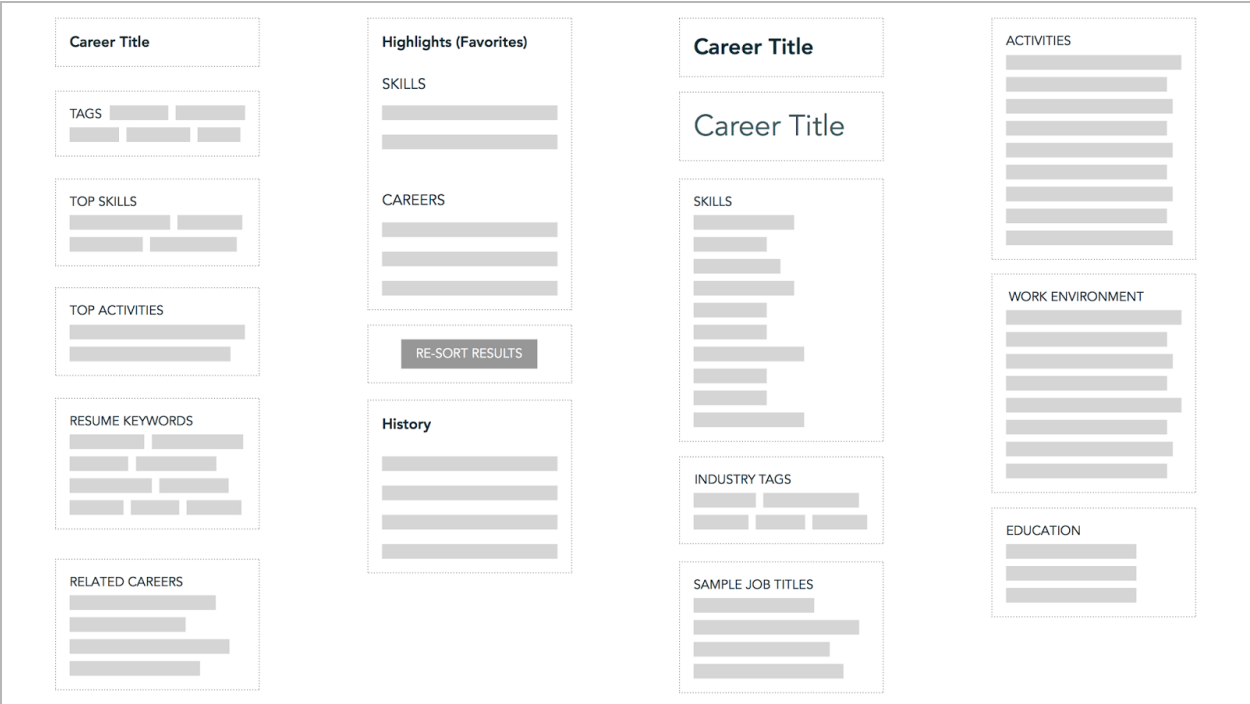 Career Title
TAGS
TOP SKILLS
TOP ACTIVITIES
RESUME KEYWORDS
RELATED CAREERS
Highlights (Favorites)
SKILLS
CAREERS
RE-SORT RESULTS
History
Career Title
Career Title
SKILLS
INDUSTRY TAGS
SAMPLE JOB TITLES
ACTIVITIES
WORK ENVIRONMENT
EDUCATION